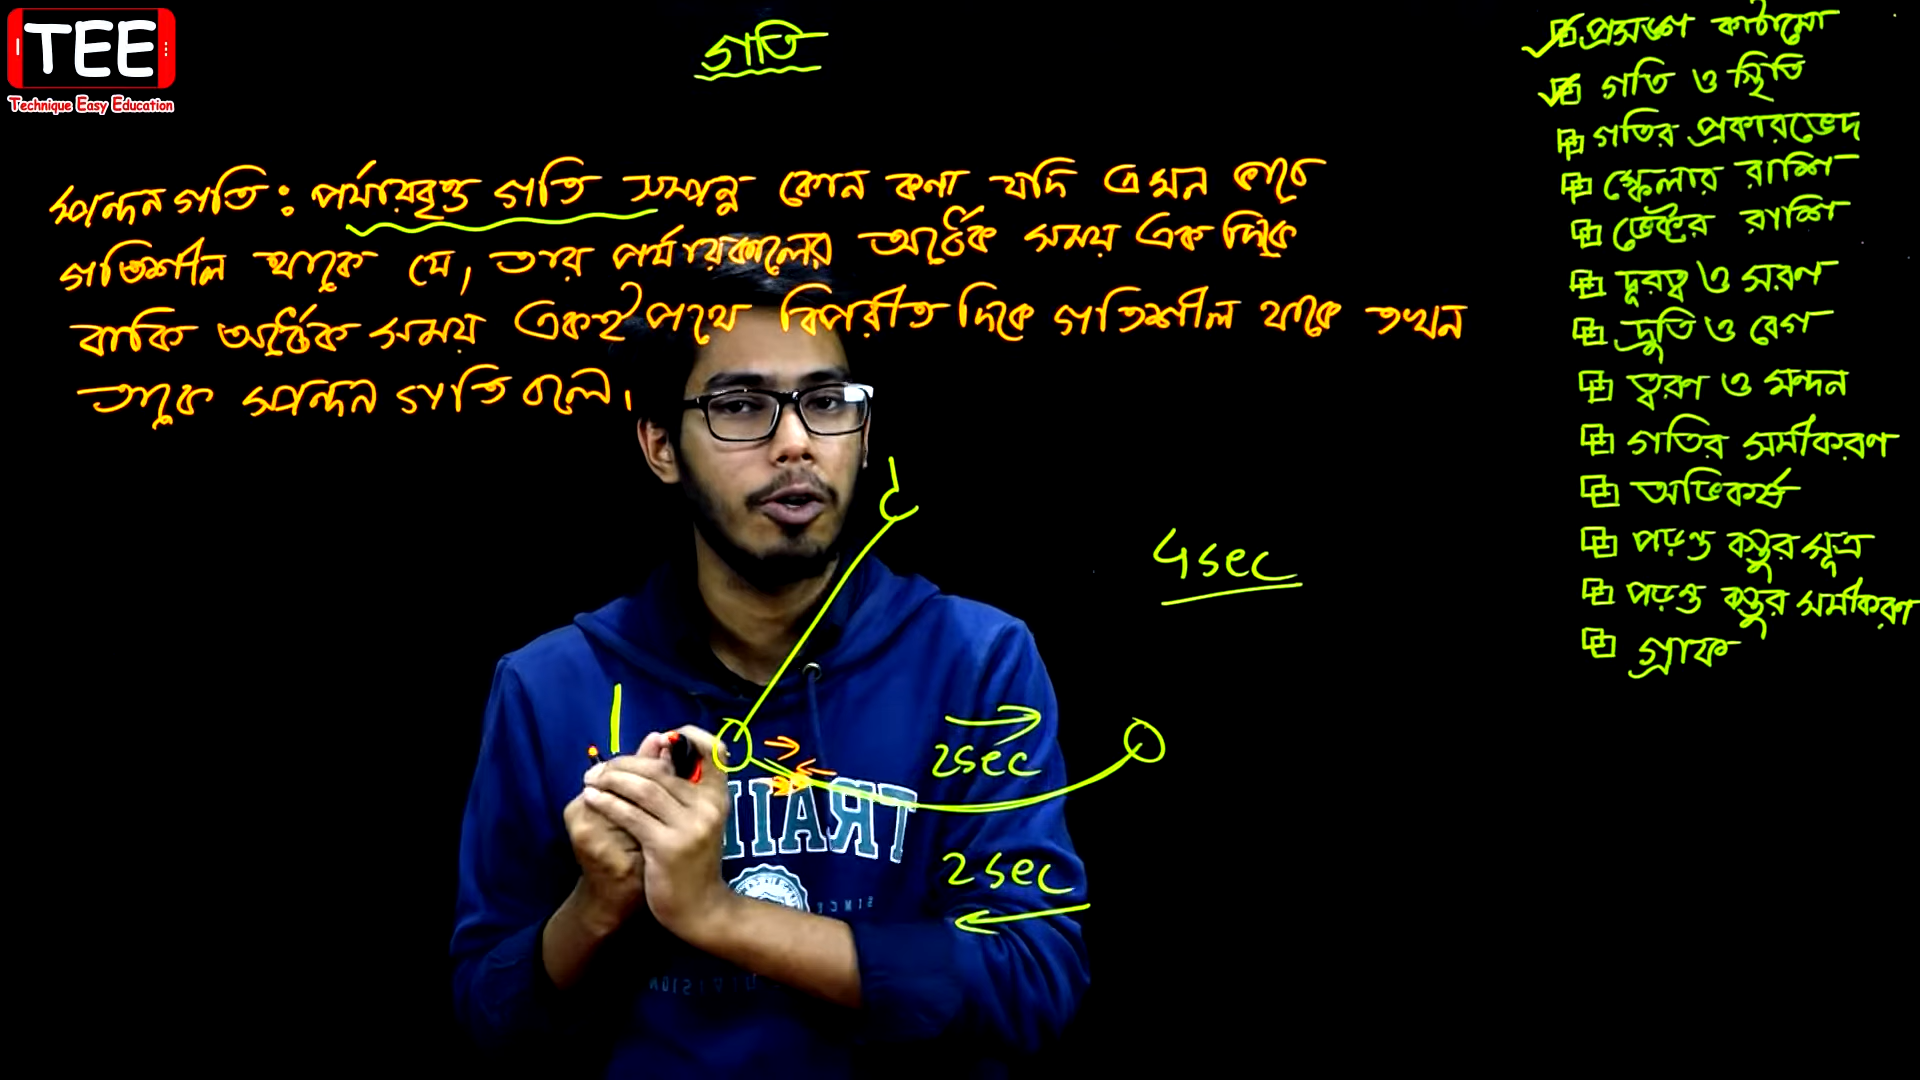 TEE
Technique Easy Education
গতি
স্পন্দন গতি : পর্যায়বৃত্ত গতি সম্পন্ন কোন কনা যদি এমন ভাবে
গতিশীল থাকে যে, তার পর্যায়কালের অর্ধেক সময় এক দিকে
বাকি অর্ধেক সময় একই পথে বিপরীত দিকে গতিশীল থাকে তখন
তাকে স্পন্দন গতি বলে।
4sec
2sec
TRAI
2sec
প্রসঙ্গ কাঠামো
গতি ও স্থিতি
গতির প্রকারভেদ
স্কেলার রাশি
ভেক্টর রাশি
দূরত্ব ও সরণ
দ্রুতি ও বেগ
ত্বরণ ও মন্দন
গতির সমীকরণ
অভিকর্ষ
পড়ন্ত বস্তুর সূত্র
পড়ন্ত বস্তুর সমীকরণ
গ্রাফ